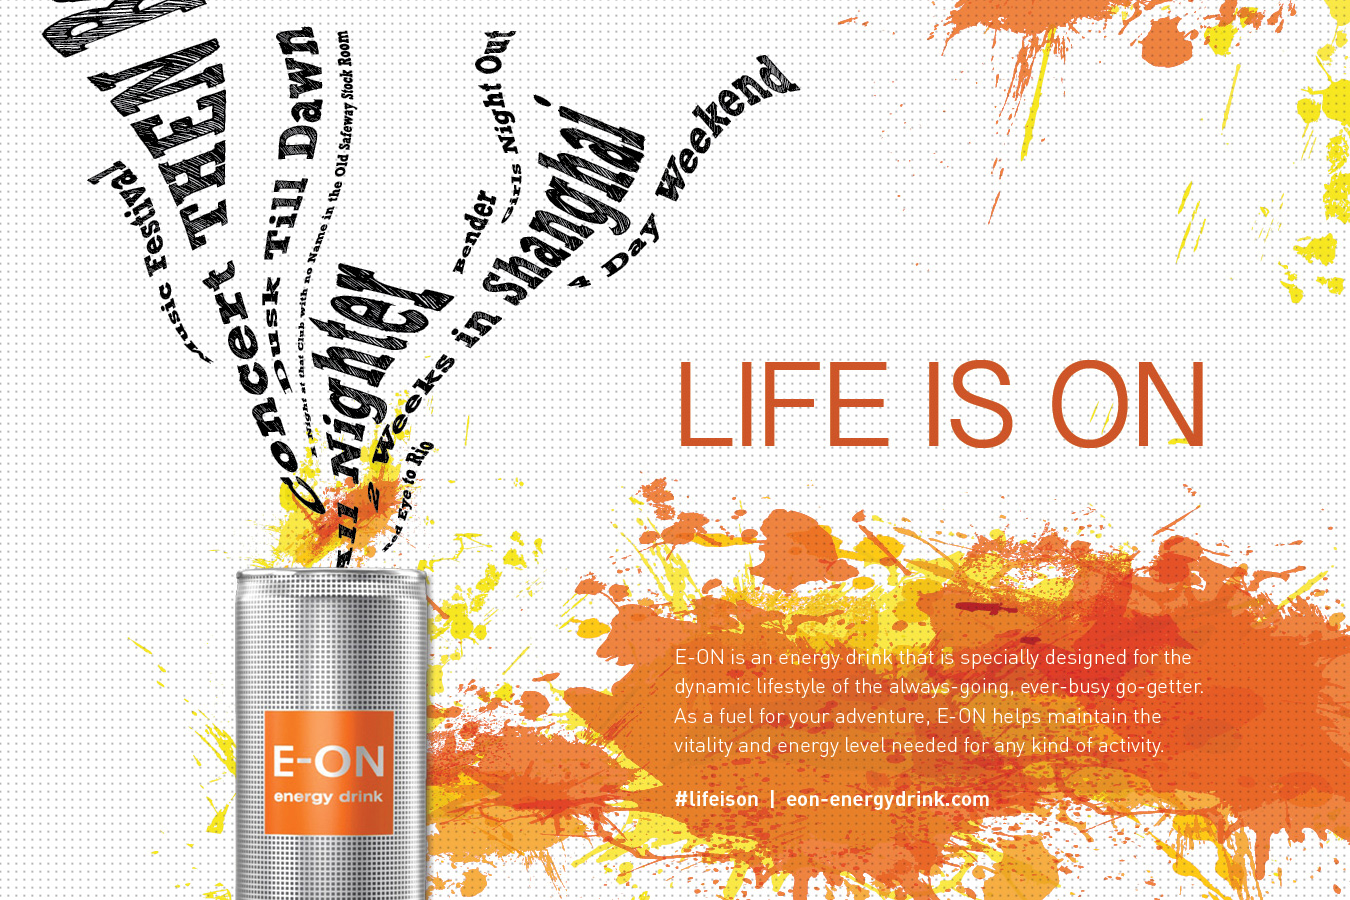 Music Festival
Concert THEN
Dusk Till Dawn
1 Night at that Club with no Name in the Old Safeway Stock Room
All Nighter
Bender
Girls Night Out
2 Weeks in Shanghai
4 Day Weekend
Red Eye to Rio
LIFE IS ON
E-ON is an energy drink that is specially designed for the
dynamic lifestyle of the always-going, ever-busy go-getter.
As a fuel for your adventure, E-ON helps maintain the
vitality and energy level needed for any kind of activity.
#lifeison | eon-energydrink.com
E-ON
energy drink